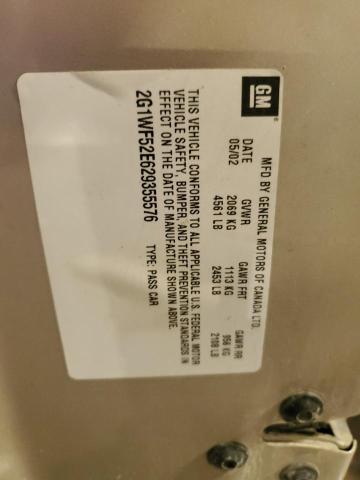 GM
MFD BY GENERAL MOTORS OF CANADA LTD.
DATE GVWR GAWR FRT GAWR RR
05/02 2069 KG 1113 KG 956 KG
4561 LB 2453 LB 2108 LB
THIS VEHICLE CONFORMS TO ALL APPLICABLE U.S. FEDERAL MOTOR
VEHICLE SAFETY, BUMPER, AND THEFT PREVENTION STANDARDS IN
EFFECT ON THE DATE OF MANUFACTURE SHOWN ABOVE.
2G1WF52E629355576 TYPE: PASS CAR